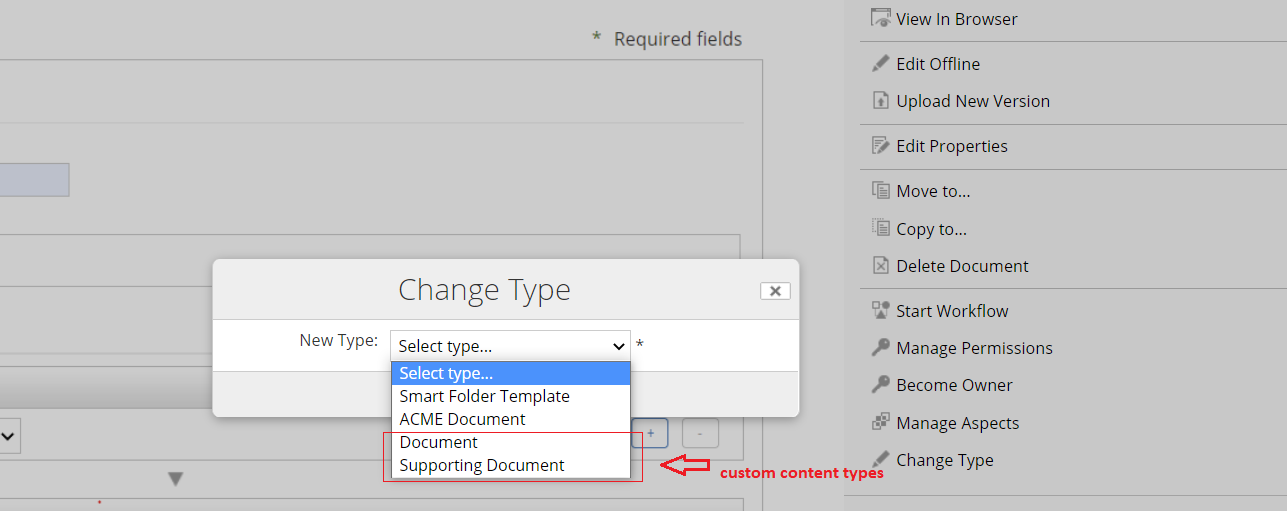 * Required fields
View In Browser
Edit Offline
Upload New Version
Edit Properties
Move to...
Copy to...
Delete Document
Start Workflow
Manage Permissions
Become Owner
Manage Aspects
Change Type
Change Type
New Type: Select type... *
Select type...
Smart Folder Template
ACME Document
Document
Supporting Document
+ -
custom content types